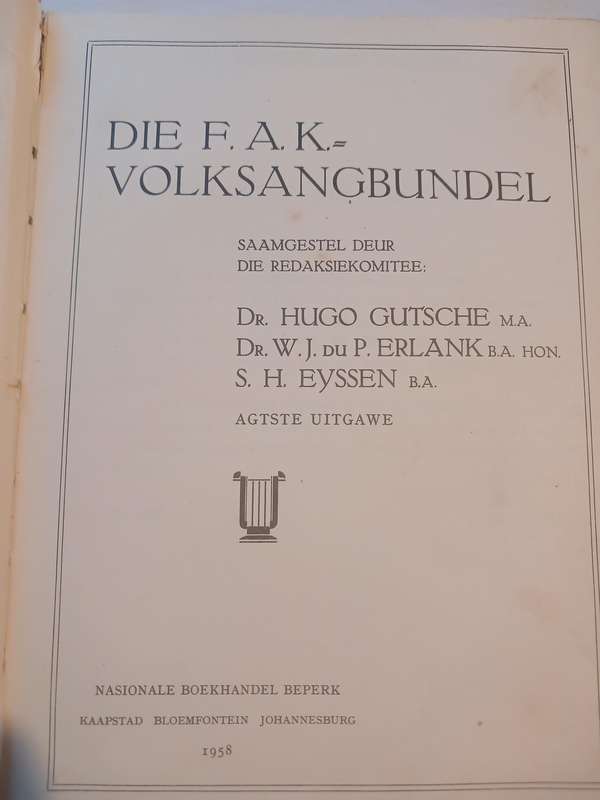 DIE F. A. K.=
VOLKSANGBUNDEL
SAAMGESTEL DEUR
DIE REDAKSIEKOMITEE:
DR. HUGO GUTSCHE M.A.
DR. W. J. DU P. ERLANK B.A. HON.
S. H. EYSSEN B.A.
AGTSTE UITGAWE
NASIONALE BOEKHANDEL BEPERK
KAAPSTAD BLOEMFONTEIN JOHANNESBURG
1958